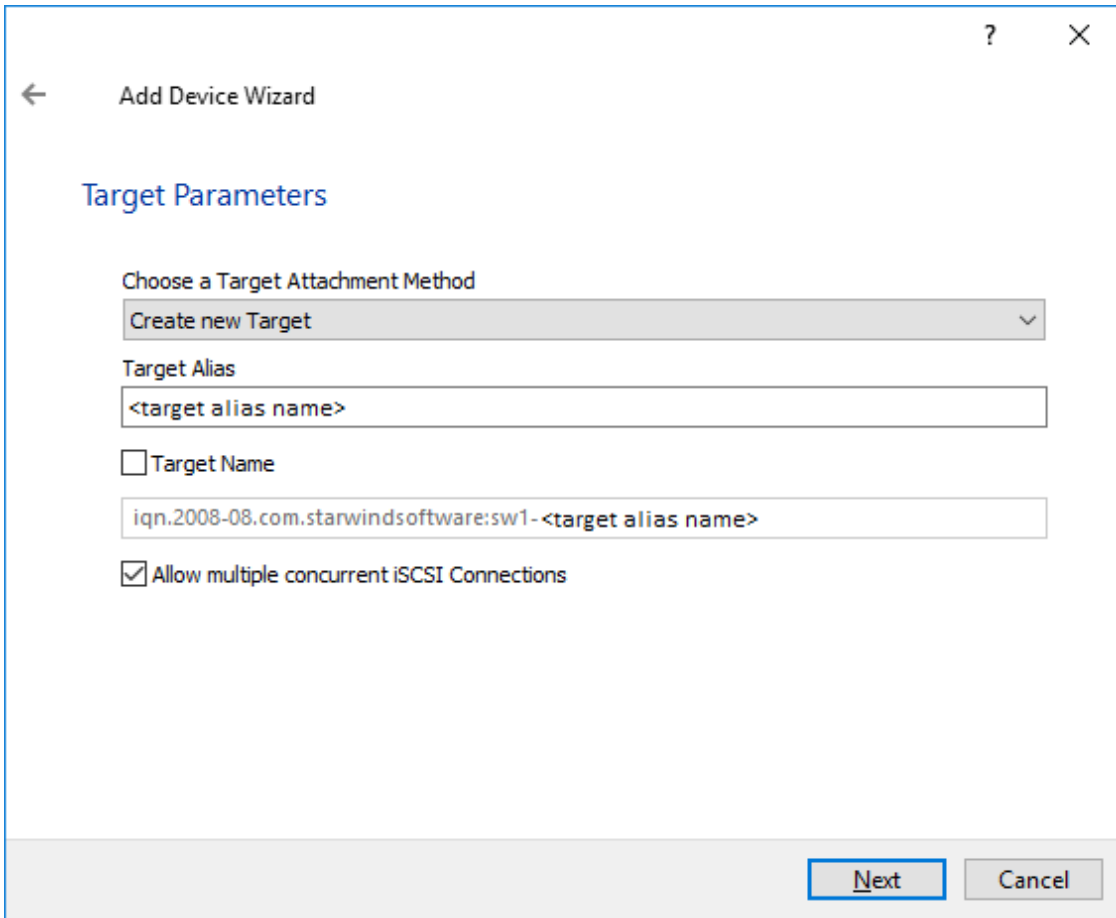 ?
Add Device Wizard
Target Parameters
Choose a Target Attachment Method
Create new Target
Target Alias
<target alias name>
Target Name
iqn.2008-08.com.starwindsoftware:sw1-<target alias name>
Allow multiple concurrent iSCSI Connections
Next Cancel